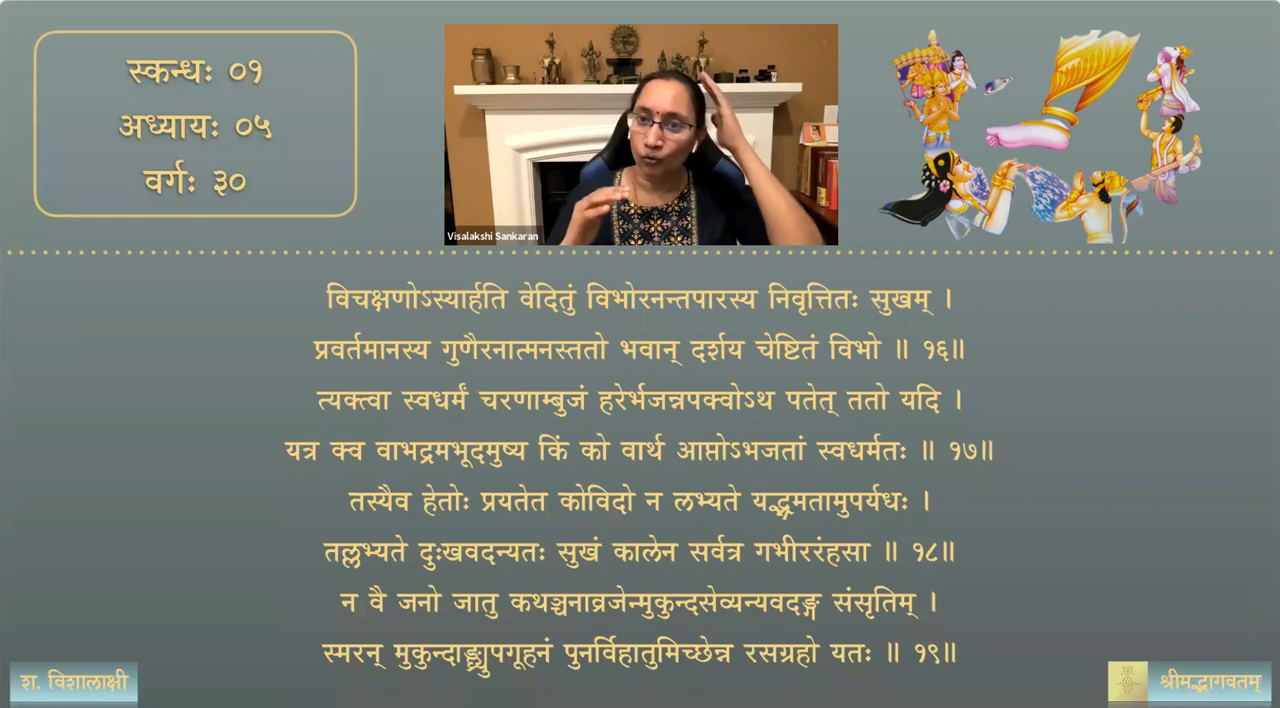 स्कन्धः ०१
अध्यायः ०५
वर्गः ३०
Visalakshi Sankaran
विचक्षणोऽस्यार्हति वेदितुं विभोरनन्तपारस्य निवृत्तितः सुखम् ।
प्रवर्तमानस्य गुणैरनात्मनस्ततो भवान् दर्शय चेष्टितं विभो ॥ १६॥
त्यक्त्वा स्वधर्मं चरणाम्बुजं हरेर्भजन्नपक्वोऽथ पतेत् ततो यदि ।
यत्र क्व वाभद्रमभूदमुष्य किं को वार्थ आप्तोऽभजतां स्वधर्मतः ॥ १७॥
तस्यैव हेतोः प्रयतेत कोविदो न लभ्यते यद्भ्रमतामुपर्यधः ।
तल्लभ्यते दुःखवदन्यतः सुखं कालेन सर्वत्र गभीररंहसा ॥ १८॥
न वै जनो जातु कथञ्चनाव्रजेन्मुकुन्दसेव्यन्यवदङ्ग संसृतिम् ।
स्मरन् मुकुन्दाङ्घ्र्युपगूहनं पुनर्विहातुमिच्छेन्न रसग्रहो यतः ॥ १९॥
श. विशालाक्षी
श्रीमद्भागवतम्